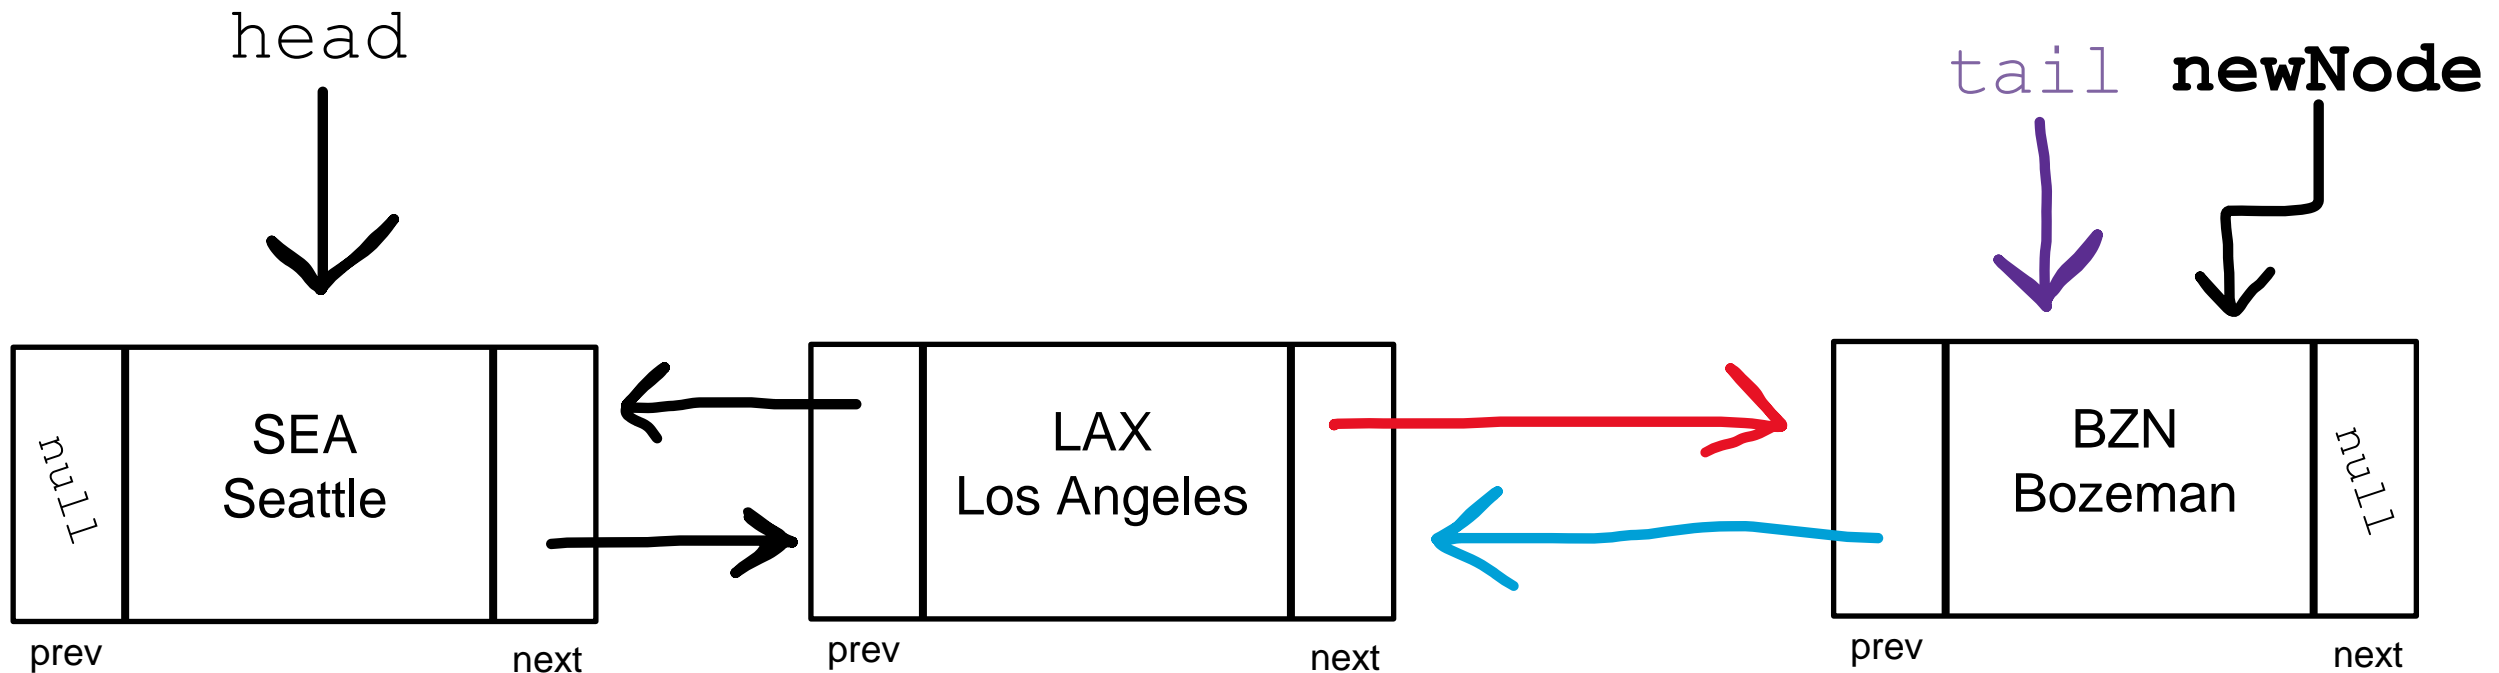 head
tail newNode
null
SEA
Seattle
LAX
Los Angeles
BZN
Bozeman
null
prev
next
prev
next
prev
next